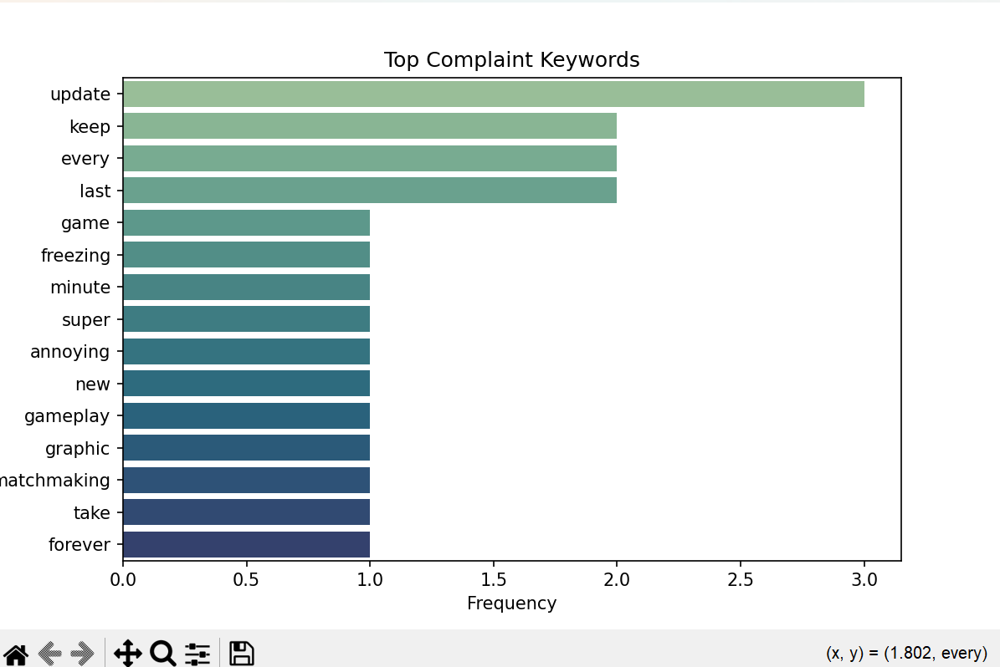 Top Complaint Keywords
update
keep
every
last
game
freezing
minute
super
annoying
new
gameplay
graphic
matchmaking
take
forever
0.0 0.5 1.0 1.5 2.0 2.5 3.0
Frequency
(x, y) = (1.802, every)